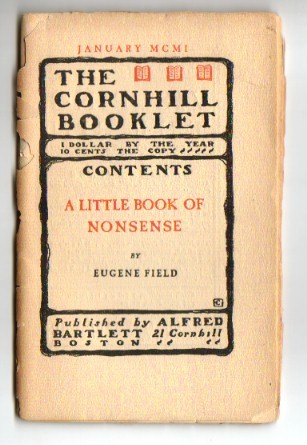 JANUARY MCMI
THE
CORNHILL
BOOKLET
1 DOLLAR BY THE YEAR
10 CENTS THE COPY
CONTENTS
A LITTLE BOOK OF
NONSENSE
BY
EUGENE FIELD
Published by ALFRED
BARTLETT 21 Cornhill
BOSTON